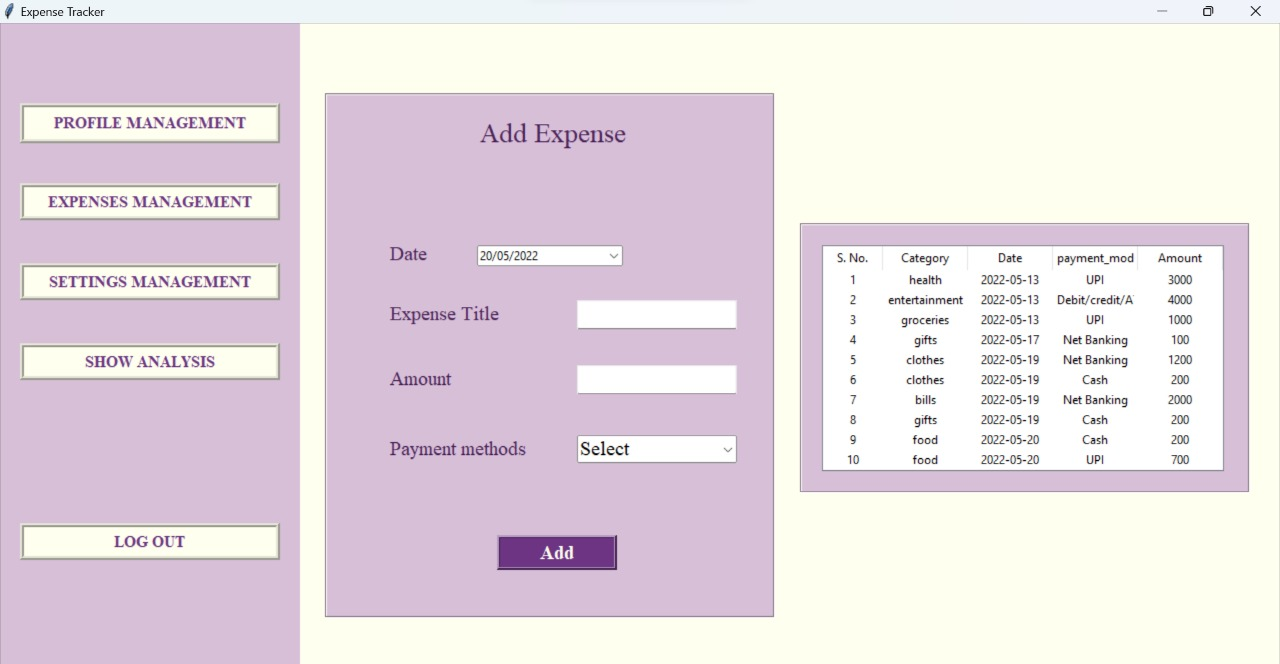 Expense Tracker
PROFILE MANAGEMENT
EXPENSES MANAGEMENT
SETTINGS MANAGEMENT
SHOW ANALYSIS
LOG OUT
Add Expense
Date 20/05/2022
Expense Title
Amount
Payment methods Select
Add
S. No. Category Date payment_mod Amount
1 health 2022-05-13 UPI 3000
2 entertainment 2022-05-13 Debit/credit/A 4000
3 groceries 2022-05-13 UPI 1000
4 gifts 2022-05-17 Net Banking 100
5 clothes 2022-05-19 Net Banking 1200
6 clothes 2022-05-19 Cash 200
7 bills 2022-05-19 Net Banking 2000
8 gifts 2022-05-19 Cash 200
9 food 2022-05-20 Cash 200
10 food 2022-05-20 UPI 700